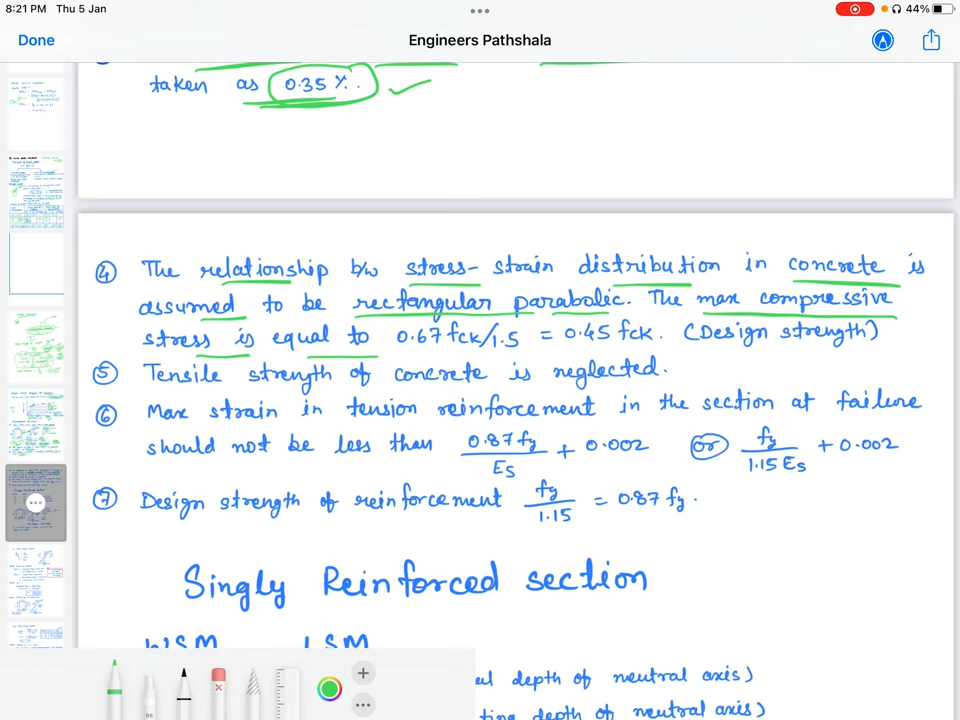 8:21 PM Thu 5 Jan
44%
Done
Engineers Pathshala
taken as 0.35 %.
④ The relationship b/w stress-strain distribution in concrete is
assumed to be rectangular parabolic. The max compressive
stress is equal to 0.67 fck/1.5 = 0.45 fck. (Design strength)
⑤ Tensile strength of concrete is neglected.
⑥ Max strain in tension reinforcement in the section at failure
should not be less than 0.87 fy/Es + 0.002 or fy/1.15 Es + 0.002
⑦ Design strength of reinforcement fy/1.15 = 0.87 fy.
Singly Reinforced section
WSM LSM
depth of neutral axis)
depth of neutral axis)
98